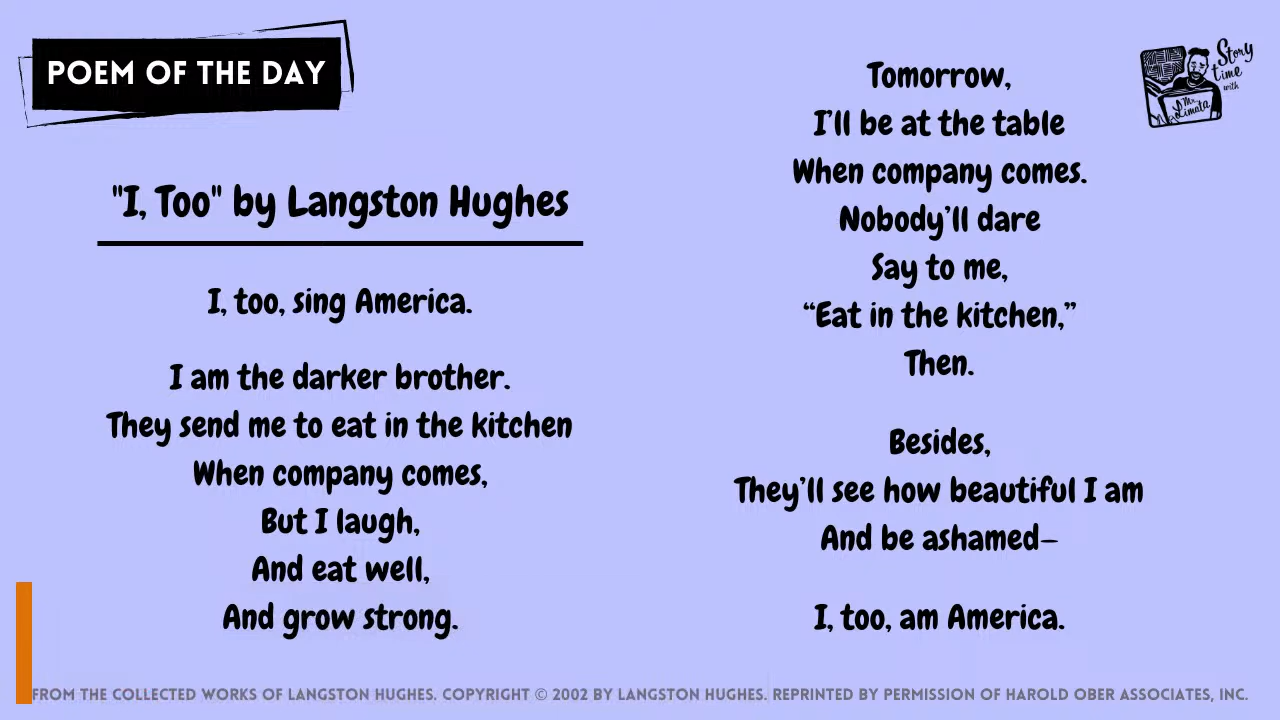 POEM OF THE DAY
"I, Too" by Langston Hughes
I, too, sing America.
I am the darker brother.
They send me to eat in the kitchen
When company comes,
But I laugh,
And eat well,
And grow strong.
Tomorrow,
I’ll be at the table
When company comes.
Nobody’ll dare
Say to me,
“Eat in the kitchen,”
Then.
Besides,
They’ll see how beautiful I am
And be ashamed—
I, too, am America.
Story
time
with
Mr.
Limata
FROM THE COLLECTED WORKS OF LANGSTON HUGHES. COPYRIGHT © 2002 BY LANGSTON HUGHES. REPRINTED BY PERMISSION OF HAROLD OBER ASSOCIATES, INC.